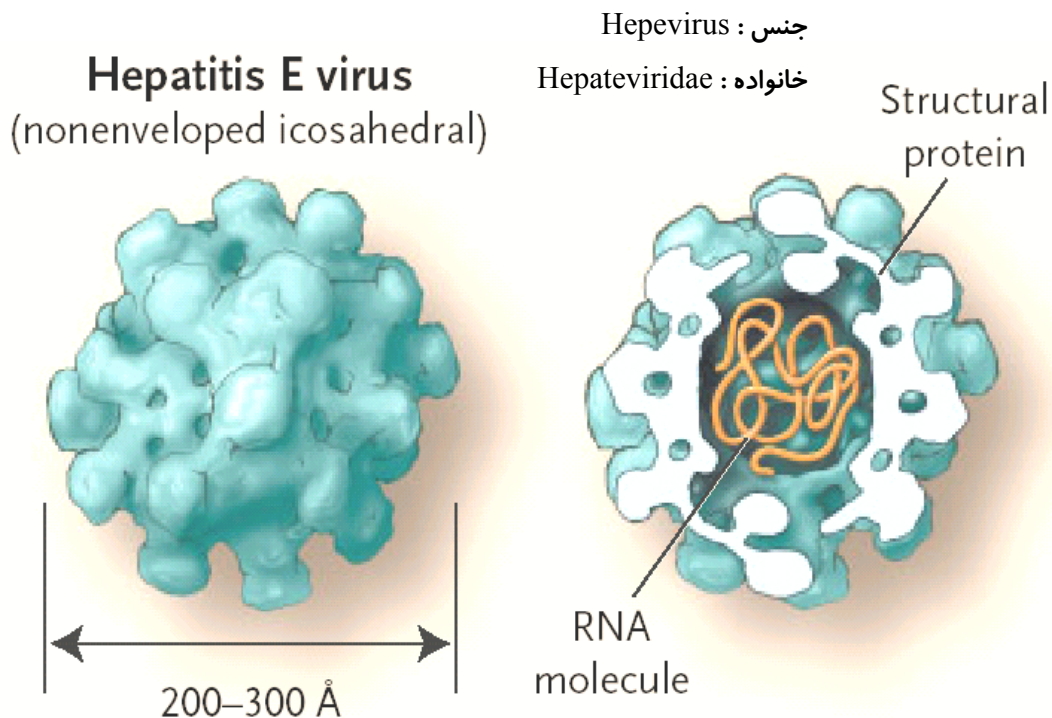 جنس : Hepevirus
خانواده : Hepateviridae
Hepatitis E virus
(nonenveloped icosahedral)
Structural
protein
RNA
molecule
200–300 Å